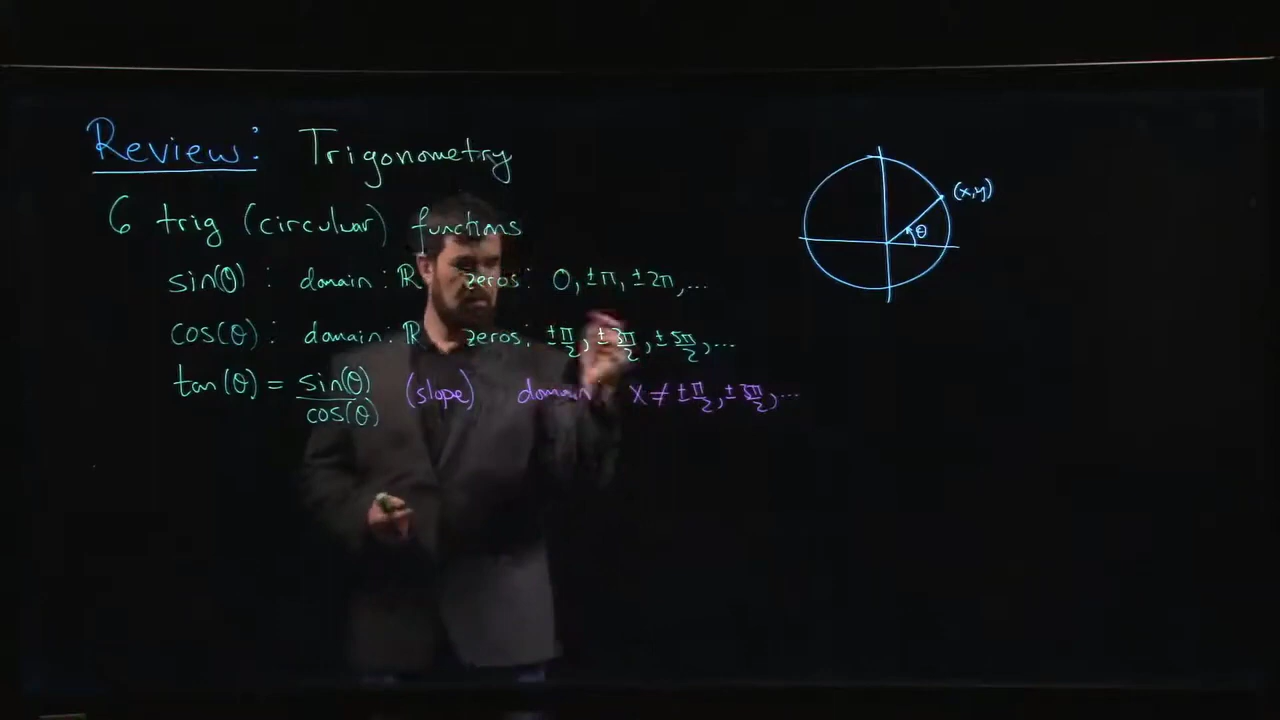 Review: Trigonometry
6 trig (circular) functions
sin(θ) : domain : ℝ zeros : 0, ±π, ±2π, ...
cos(θ) : domain : ℝ zeros : ±π/2, ±3π/2, ±5π/2, ...
tan(θ) = sin(θ)/cos(θ) (slope) domain : x ≠ ±π/2, ±3π/2, ...
(x,y)
θ